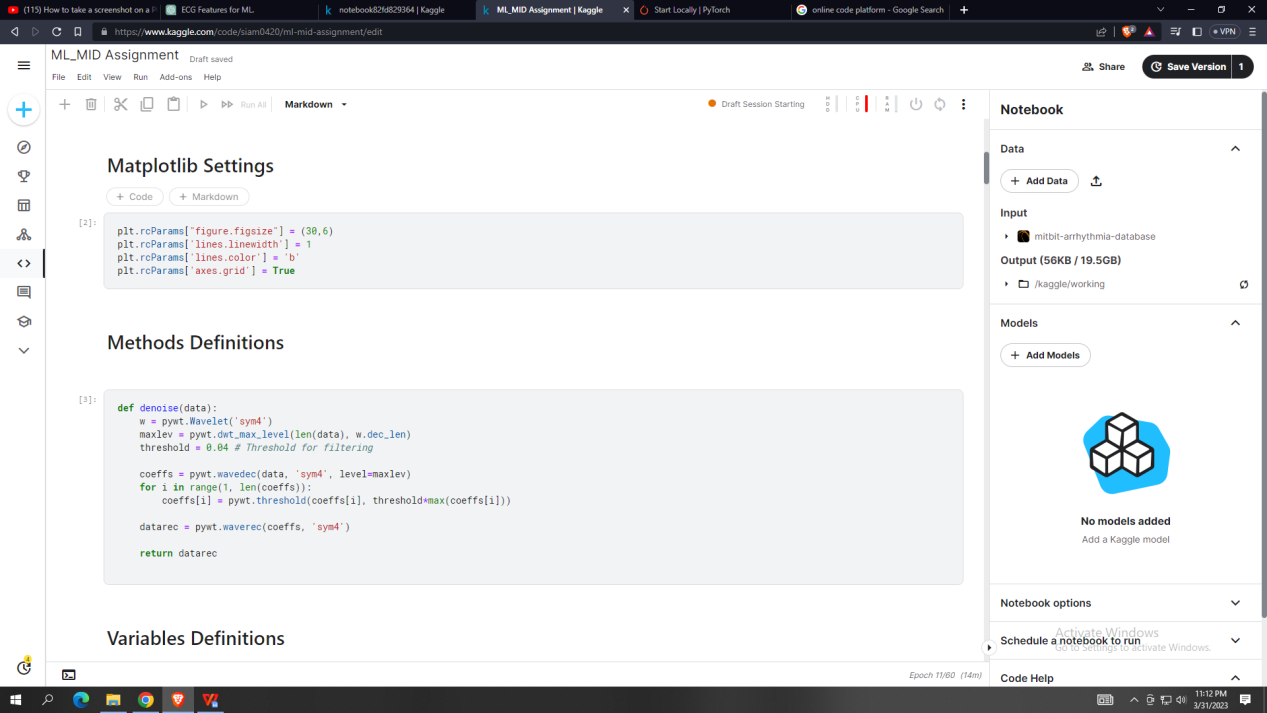 (115) How to take a screenshot on a P
ECG Features for ML.
notebook82fd829364 | Kaggle
ML_MID Assignment | Kaggle
Start Locally | PyTorch
online code platform - Google Search
https://www.kaggle.com/code/siam0420/ml-mid-assignment/edit
VPN
ML_MID Assignment Draft saved
File Edit View Run Add-ons Help
Share
Save Version 1
Run All
Markdown
Draft Session Starting
HDD
CPU
RAM
Notebook
Matplotlib Settings
+ Code + Markdown
[2]:
plt.rcParams["figure.figsize"] = (30,6)
plt.rcParams['lines.linewidth'] = 1
plt.rcParams['lines.color'] = 'b'
plt.rcParams['axes.grid'] = True
Methods Definitions
[3]:
def denoise(data):
w = pywt.Wavelet('sym4')
maxlev = pywt.dwt_max_level(len(data), w.dec_len)
threshold = 0.04 # Threshold for filtering
coeffs = pywt.wavedec(data, 'sym4', level=maxlev)
for i in range(1, len(coeffs)):
coeffs[i] = pywt.threshold(coeffs[i], threshold*max(coeffs[i]))
datarec = pywt.waverec(coeffs, 'sym4')
return datarec
Variables Definitions
Data
+ Add Data
Input
mitbit-arrhythmia-database
Output (56KB / 19.5GB)
/kaggle/working
Models
+ Add Models
No models added
Add a Kaggle model
Notebook options
Activate Windows
Schedule a notebook to run
Go to Settings to activate Windows.
Code Help
Epoch 11/60 (14m)
11:12 PM
3/31/2023